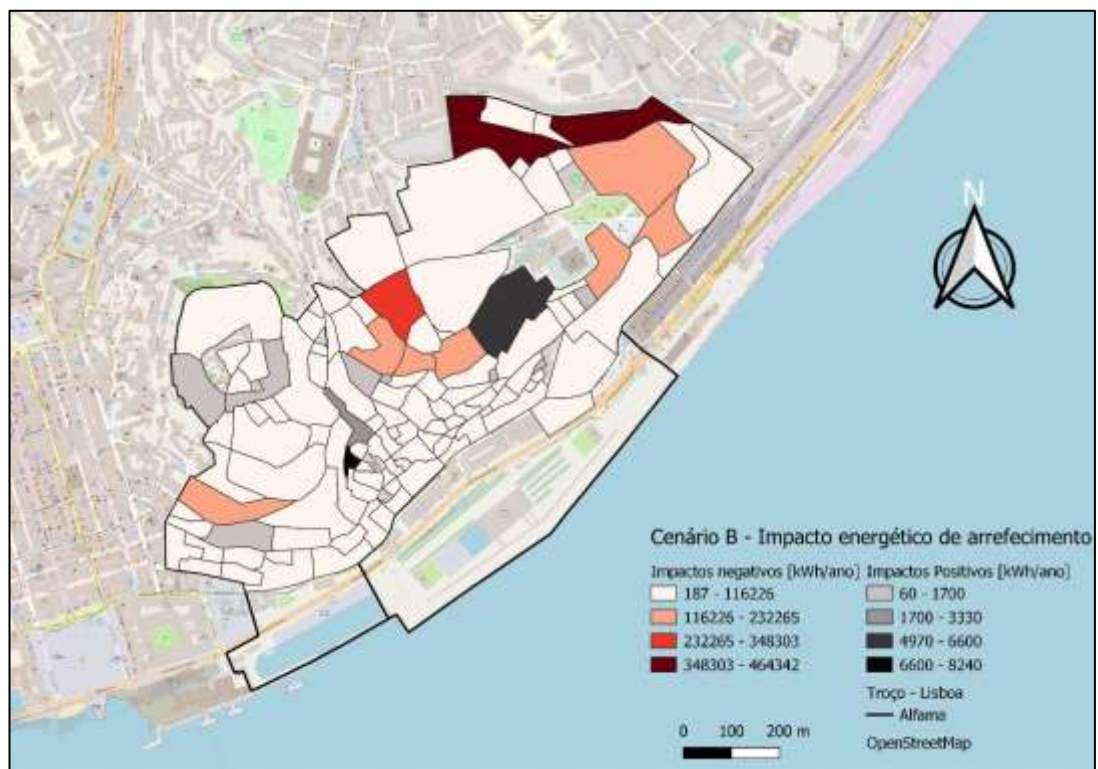 N
Cenário B - Impacto energético de arrefecimento
Impactos negativos [kWh/ano] Impactos Positivos [kWh/ano]
187 - 116226 60 - 1700
116226 - 232265 1700 - 3330
232265 - 348303 4970 - 6600
348303 - 464342 6600 - 8240
Troço - Lisboa
Alfama
OpenStreetMap
0 100 200 m